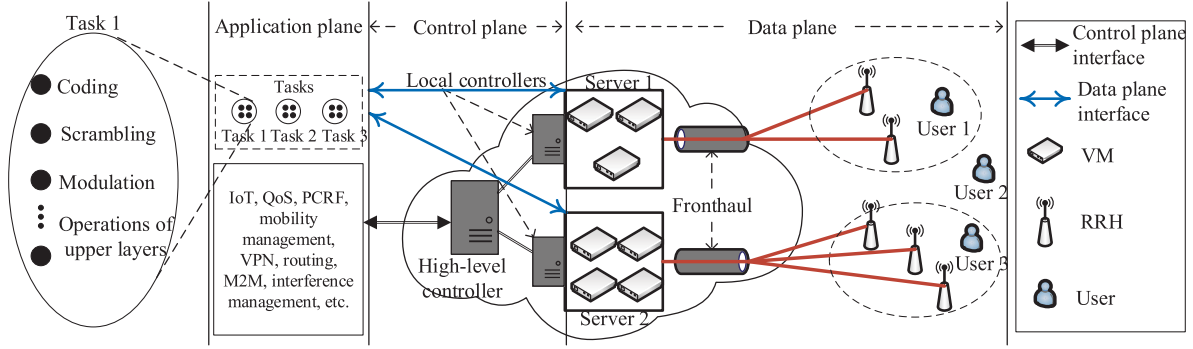 Task 1
Coding
Scrambling
Modulation
Operations of
upper layers
Application plane
Tasks
Task 1
Task 2
Task 3
IoT, QoS, PCRF,
mobility
management,
VPN, routing,
M2M, interference
management, etc.
Control plane
Local controllers
High-level
controller
Data plane
Server 1
Server 2
Fronthaul
User 1
User 2
User 3
Control plane
interface
Data plane
interface
VM
RRH
User